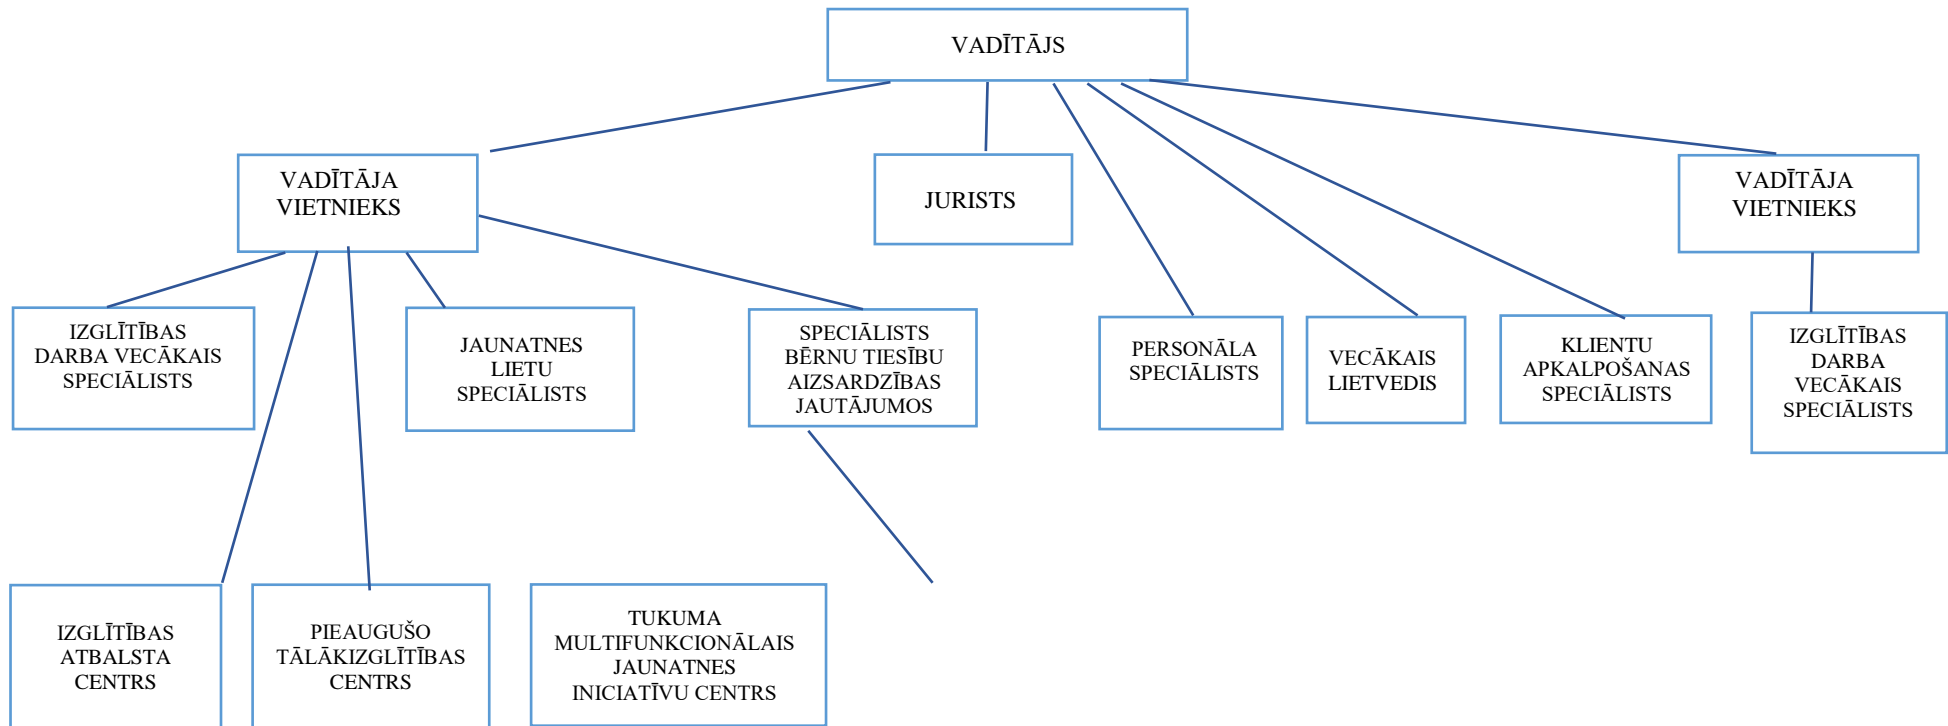 VADĪTĀJS
VADĪTĀJA
VIETNIEKS
JURISTS
VADĪTĀJA
VIETNIEKS
IZGLĪTĪBAS
DARBA VECĀKAIS
SPECIĀLISTS
JAUNATNES
LIETU
SPECIĀLISTS
SPECIĀLISTS
BĒRNU TIESĪBU
AIZSARDZĪBAS
JAUTĀJUMOS
PERSONĀLA
SPECIĀLISTS
VECĀKAIS
LIETVEDIS
KLIENTU
APKALPOŠANAS
SPECIĀLISTS
IZGLĪTĪBAS
DARBA
VECĀKAIS
SPECIĀLISTS
IZGLĪTĪBAS
ATBALSTA
CENTRS
PIEAUGUŠO
TĀLĀKIZGLĪTĪBAS
CENTRS
TUKUMA
MULTIFUNKCIONĀLAIS
JAUNATNES
INICIATĪVU CENTRS